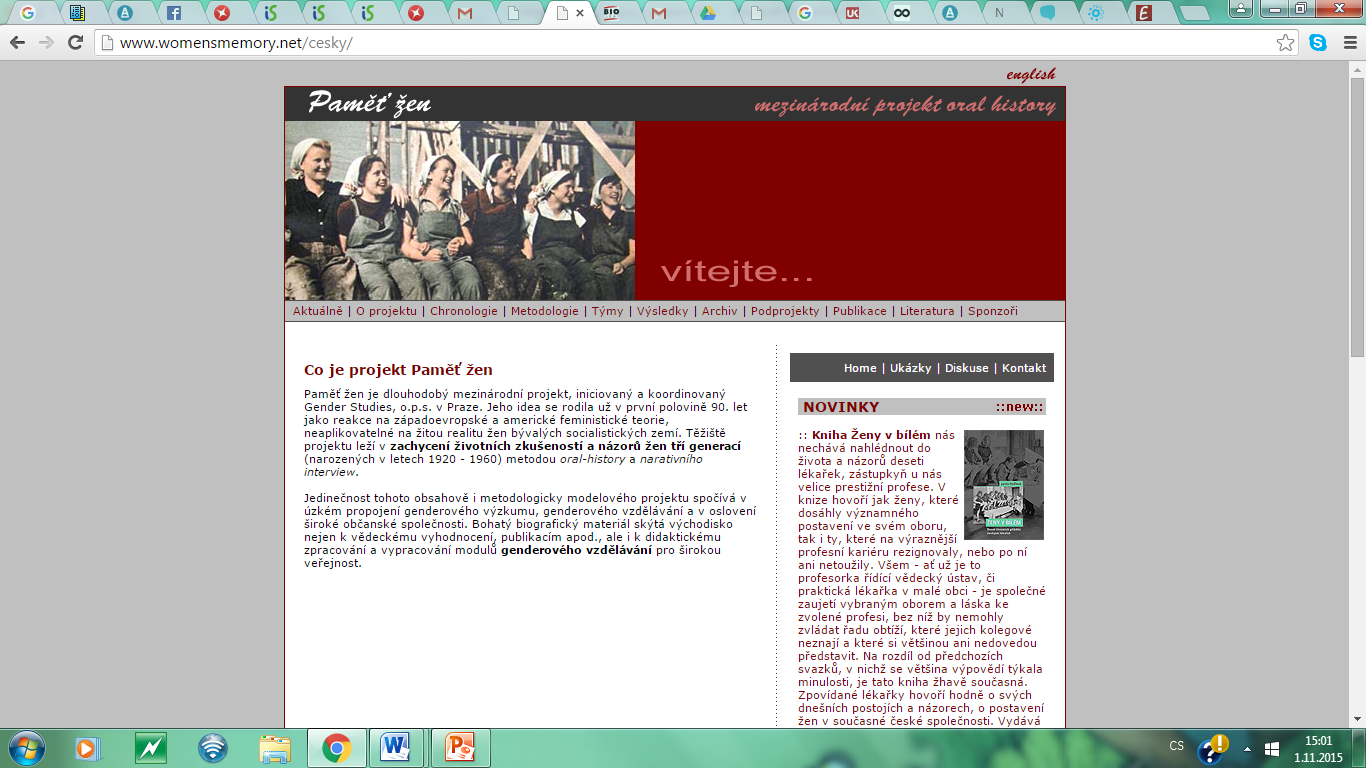 www.womensmemory.net/cesky/
english
Paměť žen
mezinárodní projekt oral history
vítejte...
Aktuálně | O projektu | Chronologie | Metodologie | Týmy | Výsledky | Archiv | Podprojekty | Publikace | Literatura | Sponzoři
Co je projekt Paměť žen
Paměť žen je dlouhodobý mezinárodní projekt, iniciovaný a koordinovaný
Gender Studies, o.p.s. v Praze. Jeho idea se rodila už v první polovině 90. let
jako reakce na západoevropské a americké feministické teorie,
neaplikovatelné na žitou realitu žen bývalých socialistických zemí. Těžiště
projektu leží v zachycení životních zkušeností a názorů žen tří generací
(narozených v letech 1920 - 1960) metodou oral-history a narativního
interview.
Jedinečnost tohoto obsahově i metodologicky modelového projektu spočívá v
úzkém propojení genderového výzkumu, genderového vzdělávání a v oslovení
široké občanské společnosti. Bohatý biografický materiál skýtá východisko
nejen k vědeckému vyhodnocení, publikacím apod., ale i k didaktickému
zpracování a vypracování modulů genderového vzdělávání pro širokou
veřejnost.
Home | Ukázky | Diskuse | Kontakt
NOVINKY ::new::
:: Kniha Ženy v bílém nás
nechává nahlédnout do
života a názorů deseti
lékařek, zástupkyň u nás
velice prestižní profese. V
knize hovoří jak ženy, které
dosáhly významného
postavení ve svém oboru,
tak i ty, které na výraznější
profesní kariéru rezignovaly, nebo po ní
ani netoužily. Všem - ať už je to
profesorka řídící vědecký ústav, či
praktická lékařka v malé obci - je společné
zaujetí vybraným oborem a láska ke
zvolené profesi, bez níž by nemohly
zvládat řadu obtíží, které jejich kolegové
neznají a které si většinou ani nedovedou
představit. Na rozdíl od předchozích
svazků, v nichž se většina výpovědí týkala
minulosti, je tato kniha žhavě současná.
Zpovídané lékařky hovoří hodně o svých
dnešních postojích a názorech, o postavení
žen v současné české společnosti. Vydává
ŽENY V BÍLÉM
CS
15:01
1.11.2015